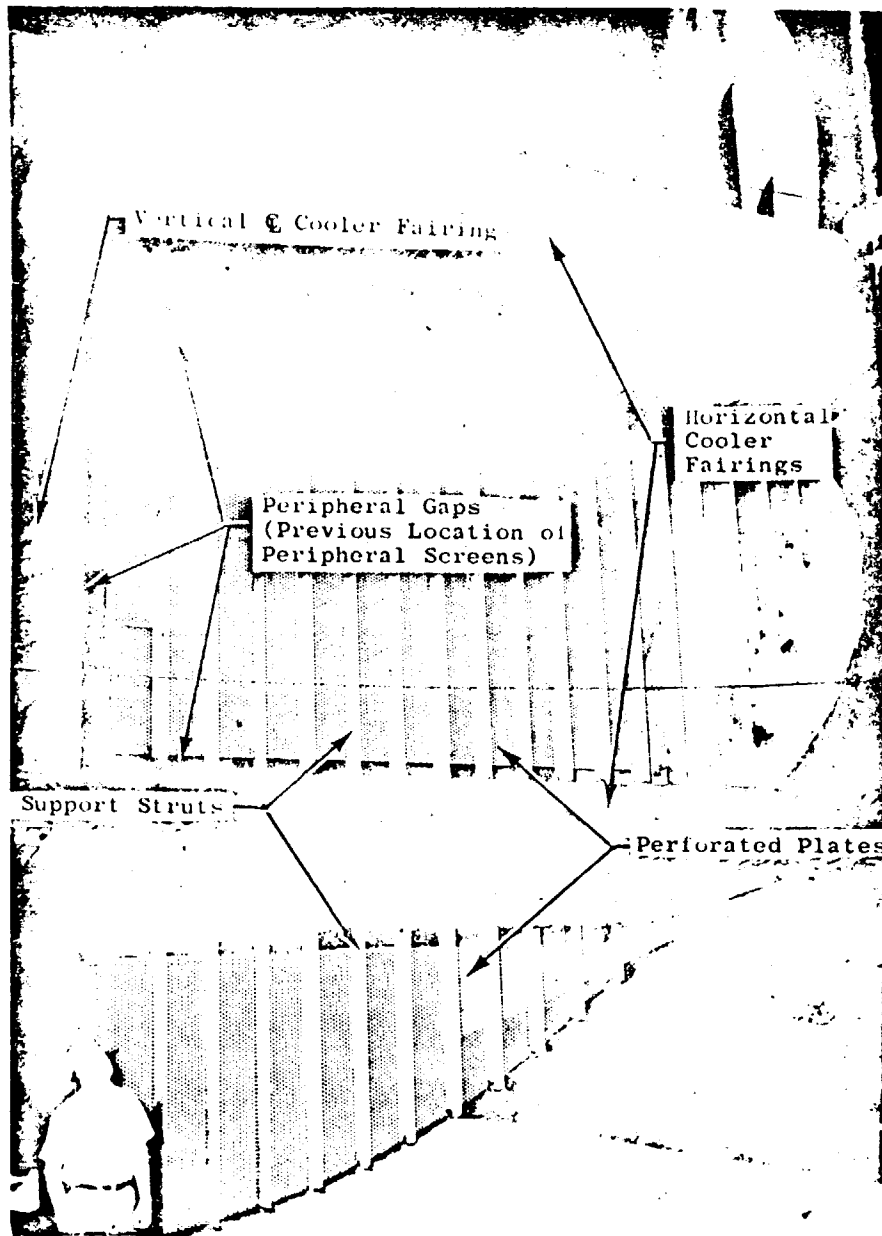 Vertical ℄ Cooler Fairing
Horizontal
Cooler
Fairings
Peripheral Gaps
(Previous Location of
Peripheral Screens)
Support Struts
Perforated Plates